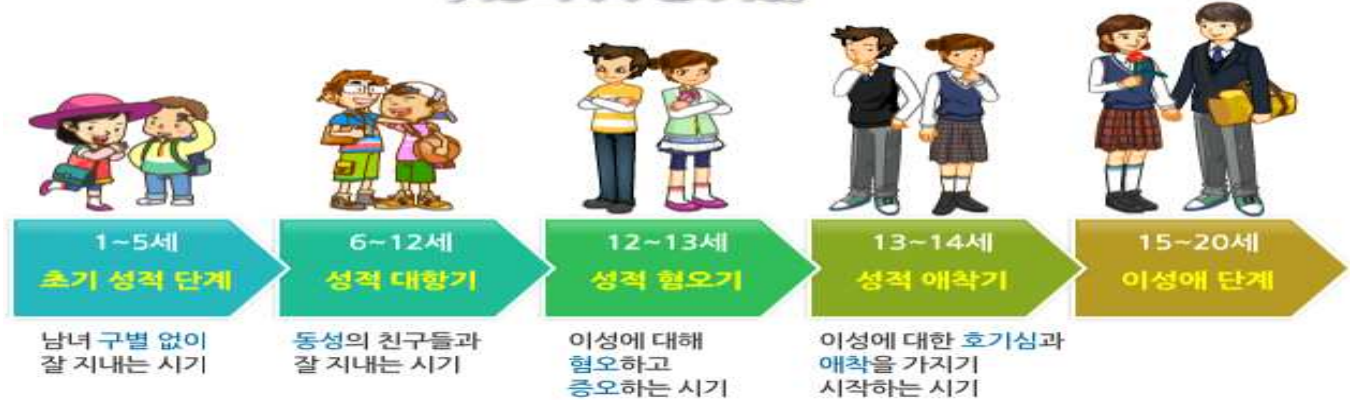 1~5세
초기 성적 단계
남녀 구별 없이
잘 지내는 시기
6~12세
성적 대항기
동성의 친구들과
잘 지내는 시기
12~13세
성적 혐오기
이성에 대해
혐오하고
증오하는 시기
13~14세
성적 애착기
이성에 대한 호기심과
애착을 가지기
시작하는 시기
15~20세
이성애 단계